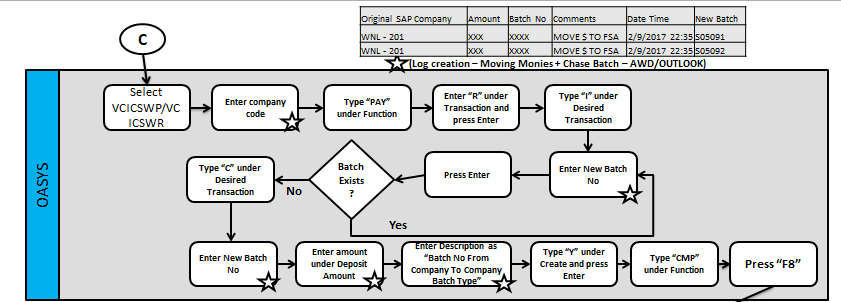 Original SAP Company Amount Batch No Comments Date Time New Batch
WNL - 201 XXX XXXX MOVE $ TO FSA 2/9/2017 22:35 S05091
WNL - 201 XXX XXXX MOVE $ TO FSA 2/9/2017 22:35 S05092
(Log creation – Moving Monies + Chase Batch – AWD/OUTLOOK)
C
OASYS
Select
VCICSWP/VC
ICSWR
Enter company
code
Type "PAY"
under Function
Enter "R" under
Transaction and
press Enter
Type "I" under
Desired
Transaction
Enter New Batch
No
Press Enter
Batch
Exists
?
No
Yes
Type "C" under
Desired
Transaction
Enter New Batch
No
Enter amount
under Deposit
Amount
Enter Description as
"Batch No From
Company To Company
Batch Type"
Type "Y" under
Create and press
Enter
Type "CMP"
under Function
Press "F8"